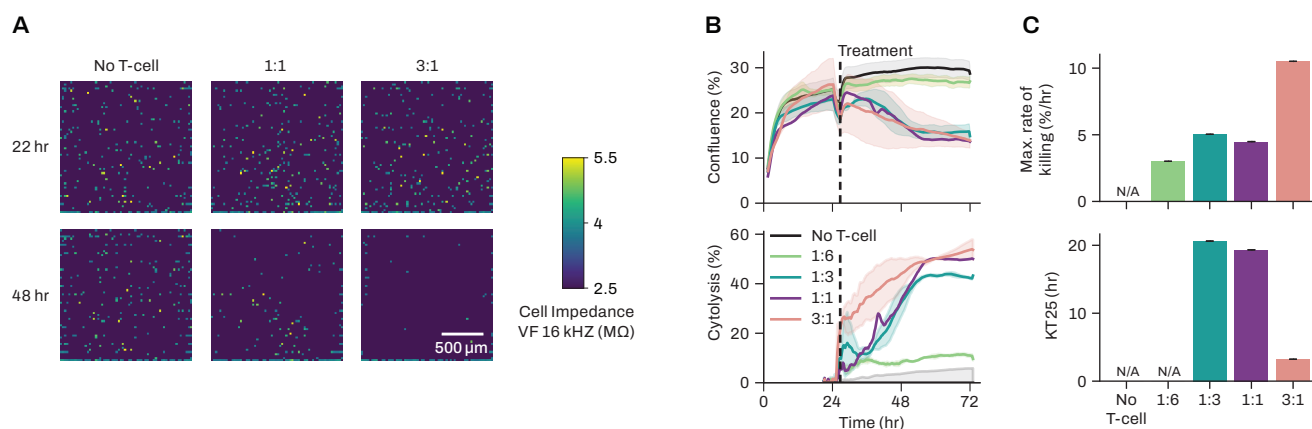 A
No T-cell
1:1
3:1
22 hr
48 hr
500 µm
5.5
4
2.5
Cell Impedance
VF 16 kHZ (MΩ)
B
Treatment
Confluence (%)
30
20
10
0
Cytolysis (%)
60
40
20
0
No T-cell
1:6
1:3
1:1
3:1
0
24
48
72
Time (hr)
C
Max. rate of
killing (%/hr)
10
5
0
N/A
KT25 (hr)
20
10
0
N/A
N/A
No
T-cell
1:6
1:3
1:1
3:1